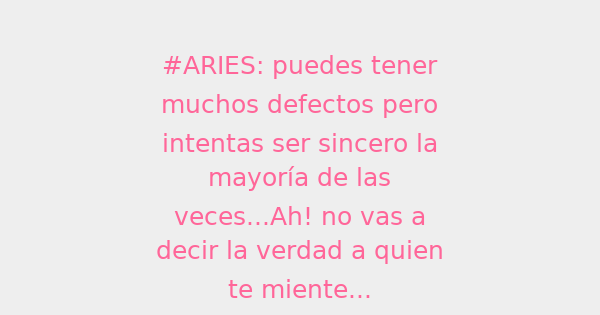 #ARIES: puedes tener
muchos defectos pero
intentas ser sincero la
mayoría de las
veces...Ah! no vas a
decir la verdad a quien
te miente...